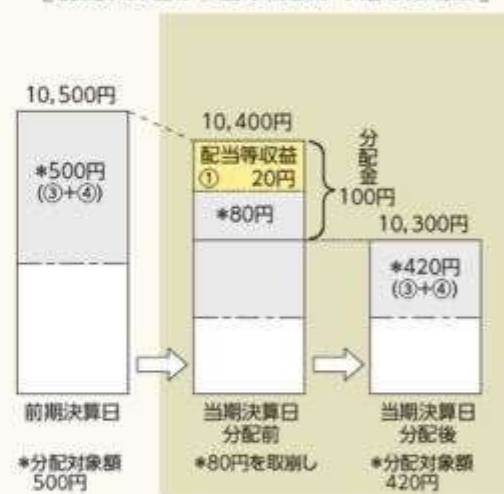 10,500円
*500円
(③+④)
10,400円
配当等収益
① 20円
*80円
分配金
100円
10,300円
*420円
(③+④)
前期決算日
当期決算日
分配前
当期決算日
分配後
*分配対象額
500円
*80円を取崩し
*分配対象額
420円